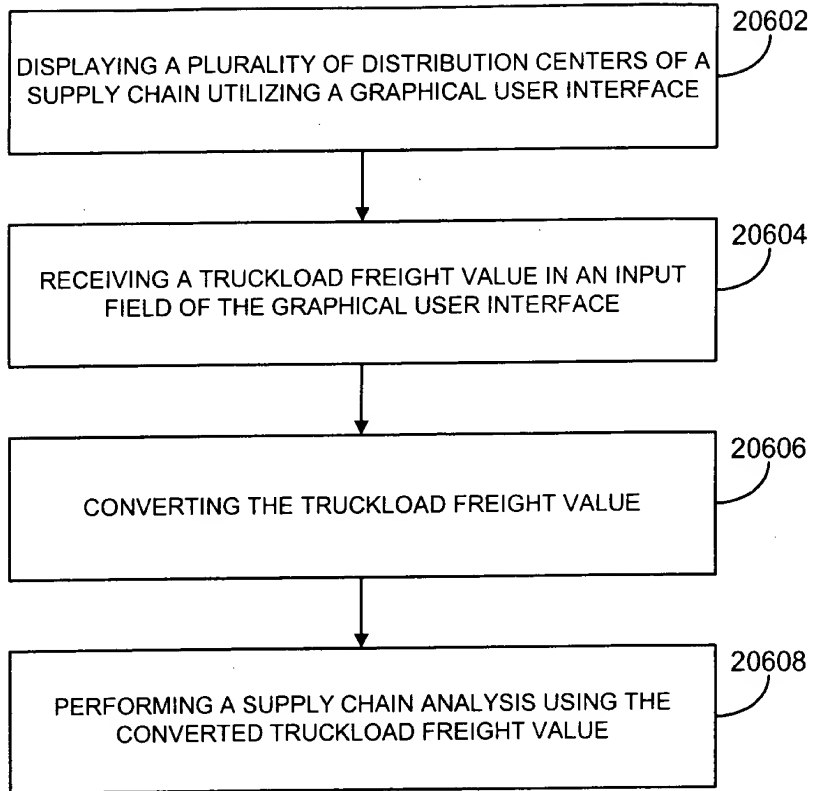 20602
DISPLAYING A PLURALITY OF DISTRIBUTION CENTERS OF A
SUPPLY CHAIN UTILIZING A GRAPHICAL USER INTERFACE
20604
RECEIVING A TRUCKLOAD FREIGHT VALUE IN AN INPUT
FIELD OF THE GRAPHICAL USER INTERFACE
20606
CONVERTING THE TRUCKLOAD FREIGHT VALUE
20608
PERFORMING A SUPPLY CHAIN ANALYSIS USING THE
CONVERTED TRUCKLOAD FREIGHT VALUE